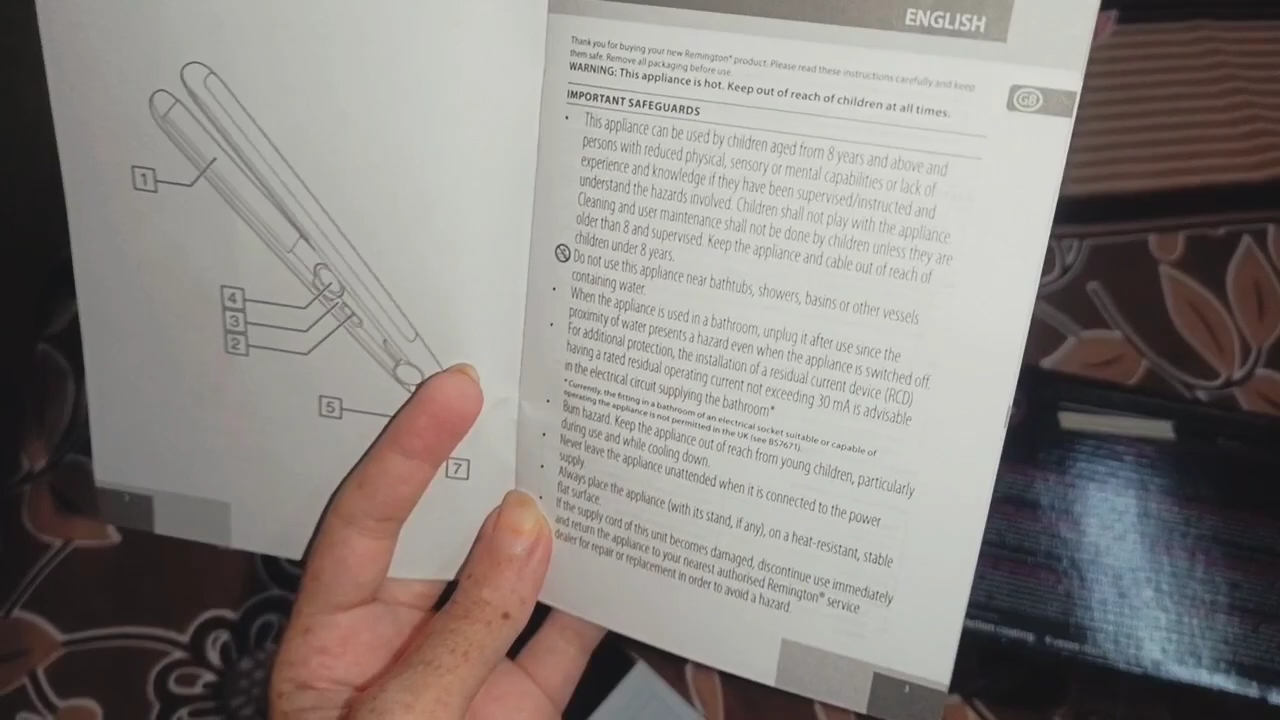 1
4
3
2
5
7
ENGLISH
GB
Thank you for buying your new Remington® product. Please read these instructions carefully and keep
them safe. Remove all packaging before use.
WARNING: This appliance is hot. Keep out of reach of children at all times.
IMPORTANT SAFEGUARDS
• This appliance can be used by children aged from 8 years and above and
persons with reduced physical, sensory or mental capabilities or lack of
experience and knowledge if they have been supervised/instructed and
understand the hazards involved. Children shall not play with the appliance.
Cleaning and user maintenance shall not be done by children unless they are
older than 8 and supervised. Keep the appliance and cable out of reach of
children under 8 years.
Do not use this appliance near bathtubs, showers, basins or other vessels
containing water.
• When the appliance is used in a bathroom, unplug it after use since the
proximity of water presents a hazard even when the appliance is switched off.
• For additional protection, the installation of a residual current device (RCD)
having a rated residual operating current not exceeding 30 mA is advisable
in the electrical circuit supplying the bathroom*
*Currently, the fitting in a bathroom of an electrical socket suitable or capable of
operating the appliance is not permitted in the UK (see BS7671).
• Burn hazard. Keep the appliance out of reach from young children, particularly
during use and while cooling down.
• Never leave the appliance unattended when it is connected to the power
supply.
• Always place the appliance (with its stand, if any), on a heat-resistant, stable
flat surface.
• If the supply cord of this unit becomes damaged, discontinue use immediately
and return the appliance to your nearest authorised Remington® service
dealer for repair or replacement in order to avoid a hazard.
coating